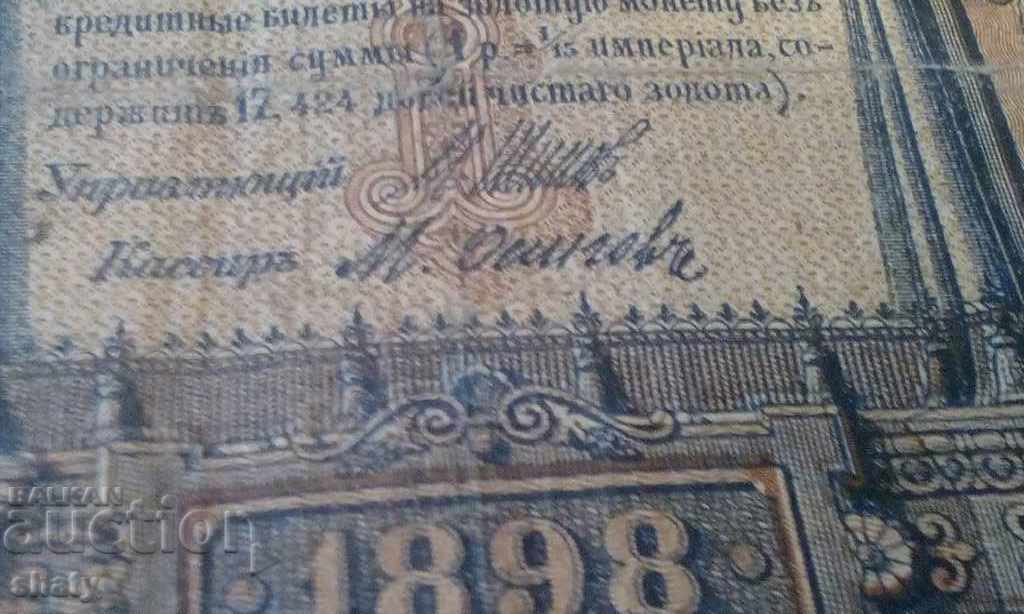 кредитные билеты на золотую монету безъ
ограниченія суммы (1 р. = 1/15 имперіала, со-
держитъ 17,424 долей чистаго золота).
Управляющій
Кассиръ М. Осиповъ
1898
BALKAN
auction
shaty